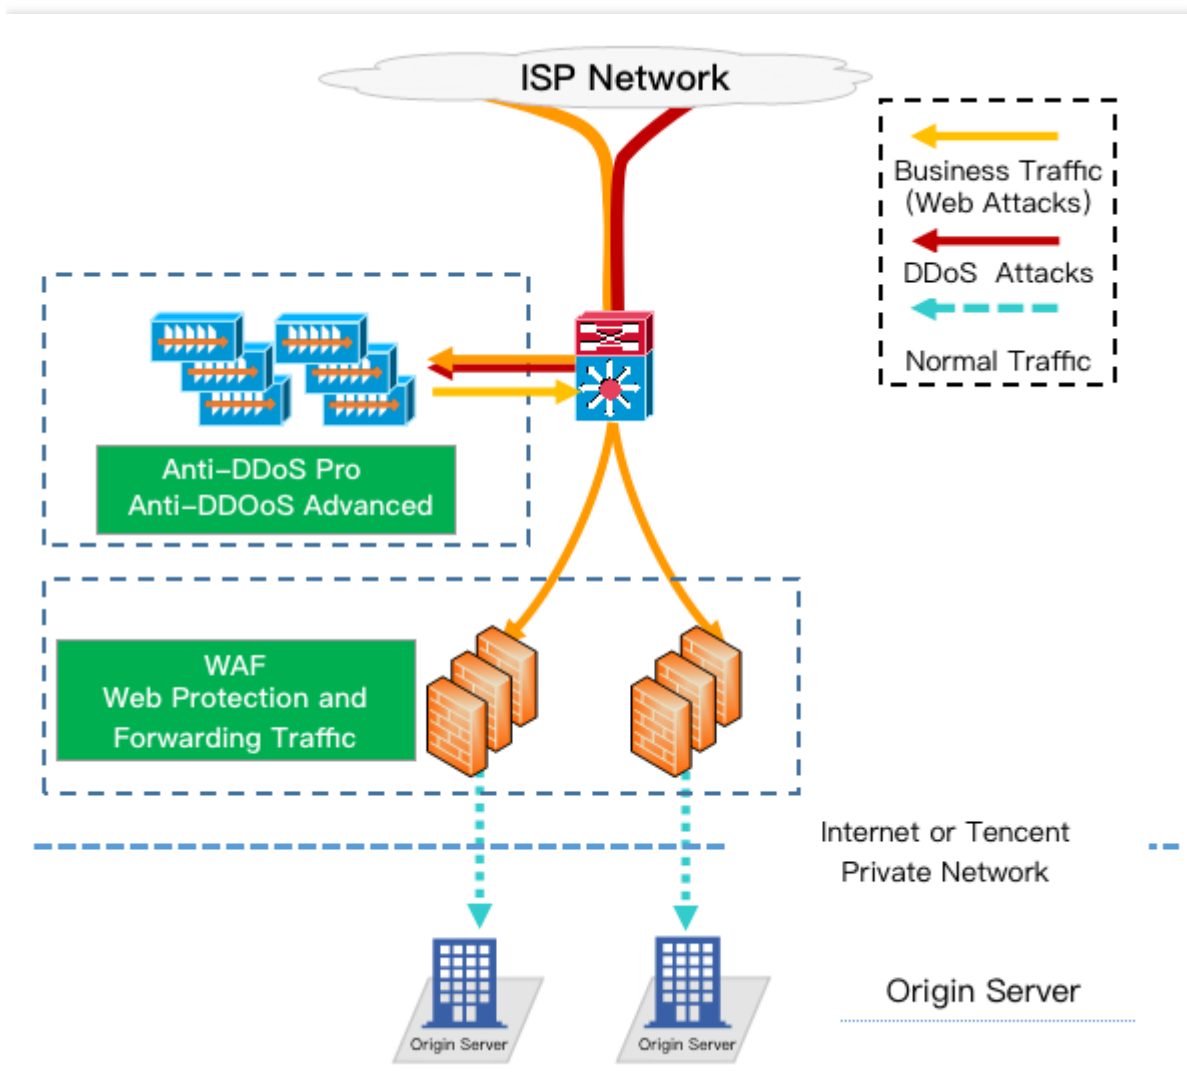 ISP Network
Business Traffic
(Web Attacks)
DDoS Attacks
Normal Traffic
Anti-DDoS Pro
Anti-DDOoS Advanced
WAF
Web Protection and
Forwarding Traffic
Internet or Tencent
Private Network
Origin Server
Origin Server
Origin Server